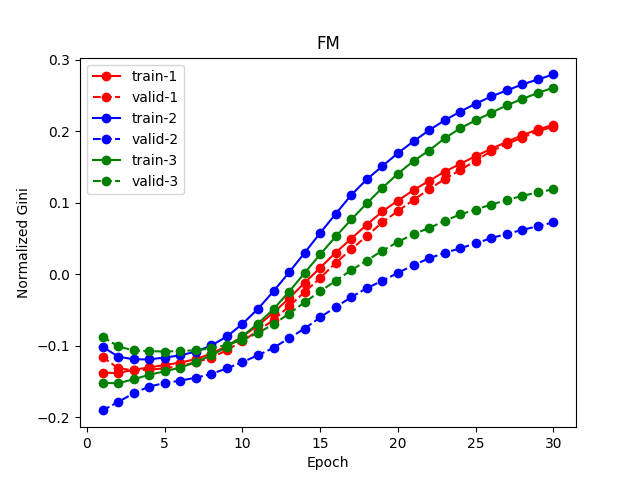 FM
0.3
0.2
0.1
0.0
−0.1
−0.2
Normalized Gini
train-1
valid-1
train-2
valid-2
train-3
valid-3
0 5 10 15 20 25 30
Epoch